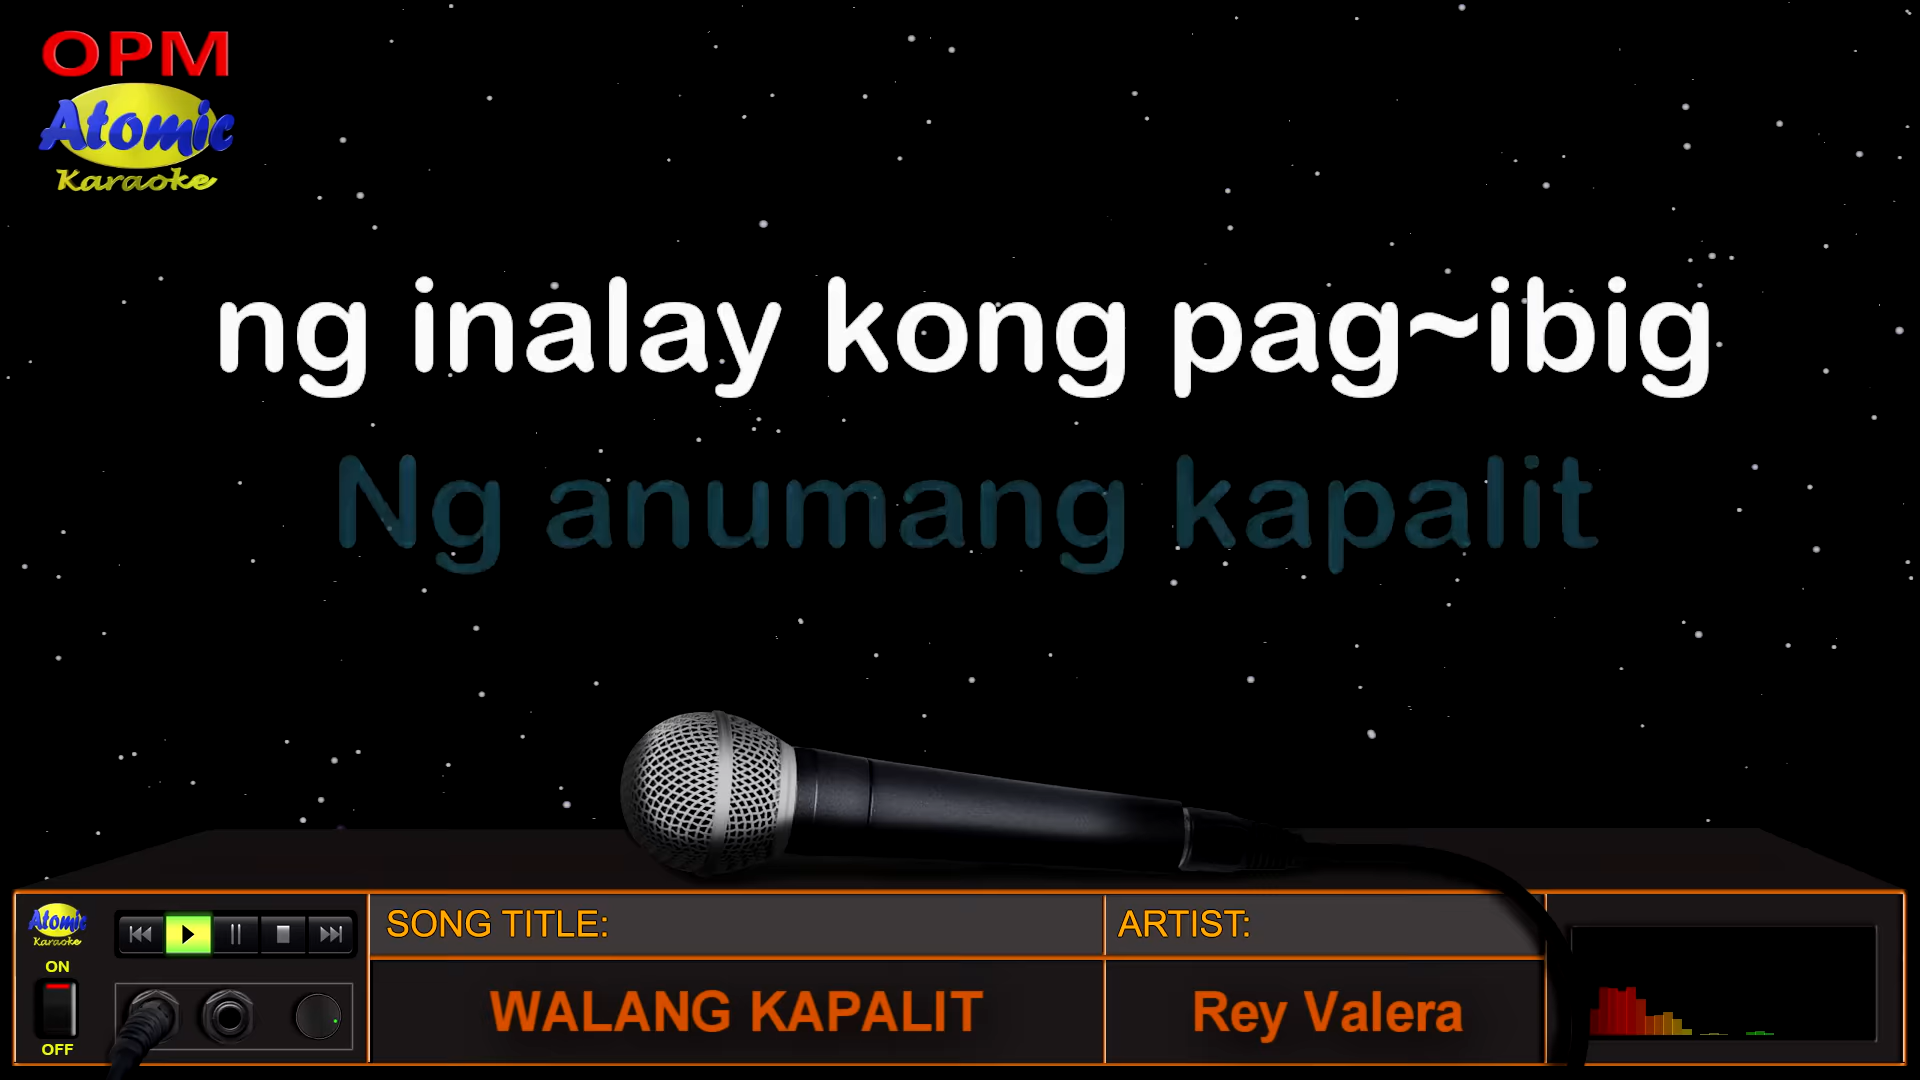 OPM
Atomic
Karaoke
ng inalay kong pag~ibig
Ng anumang kapalit
Atomic
Karaoke
ON
OFF
SONG TITLE:
ARTIST:
WALANG KAPALIT
Rey Valera